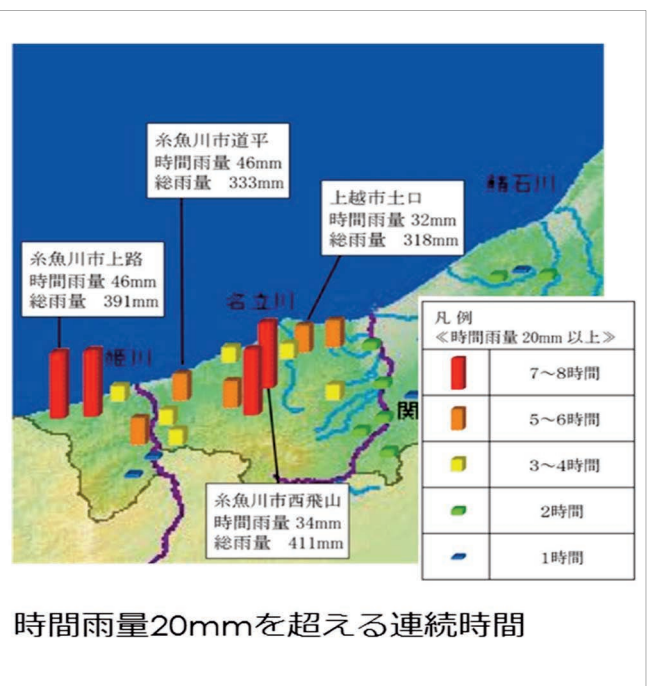 糸魚川市道平
時間雨量 46mm
総雨量 333mm
鯖石川
上越市土口
時間雨量 32mm
総雨量 318mm
糸魚川市上路
時間雨量 46mm
総雨量 391mm
名立川
姫川
関
凡 例
≪時間雨量 20mm 以上≫
7～8時間
5～6時間
3～4時間
2時間
1時間
糸魚川市西飛山
時間雨量 34mm
総雨量 411mm
時間雨量20mmを超える連続時間